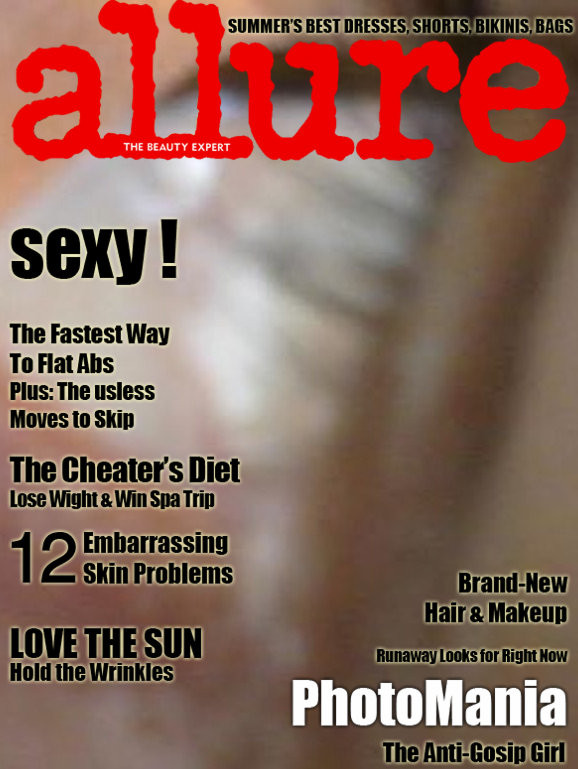 SUMMER'S BEST DRESSES, SHORTS, BIKINIS, BAGS
allure
THE BEAUTY EXPERT
sexy !
The Fastest Way
To Flat Abs
Plus: The usless
Moves to Skip
The Cheater's Diet
Lose Wight & Win Spa Trip
12 Embarrassing
Skin Problems
LOVE THE SUN
Hold the Wrinkles
Brand-New
Hair & Makeup
Runaway Looks for Right Now
PhotoMania
The Anti-Gosip Girl